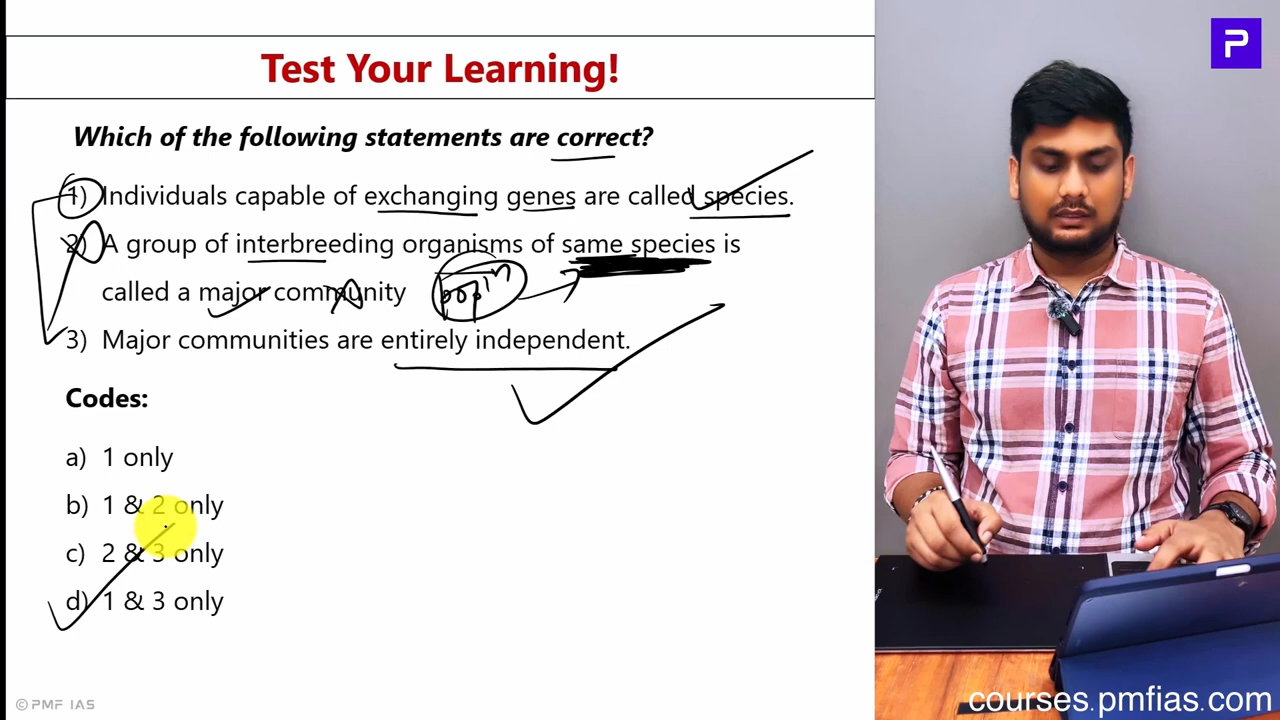 P
Test Your Learning!
Which of the following statements are correct?
1) Individuals capable of exchanging genes are called species.
2) A group of interbreeding organisms of same species is
called a major community
popⁿ
3) Major communities are entirely independent.
Codes:
a) 1 only
b) 1 & 2 only
c) 2 & 3 only
d) 1 & 3 only
© PMF IAS
courses.pmfias.com